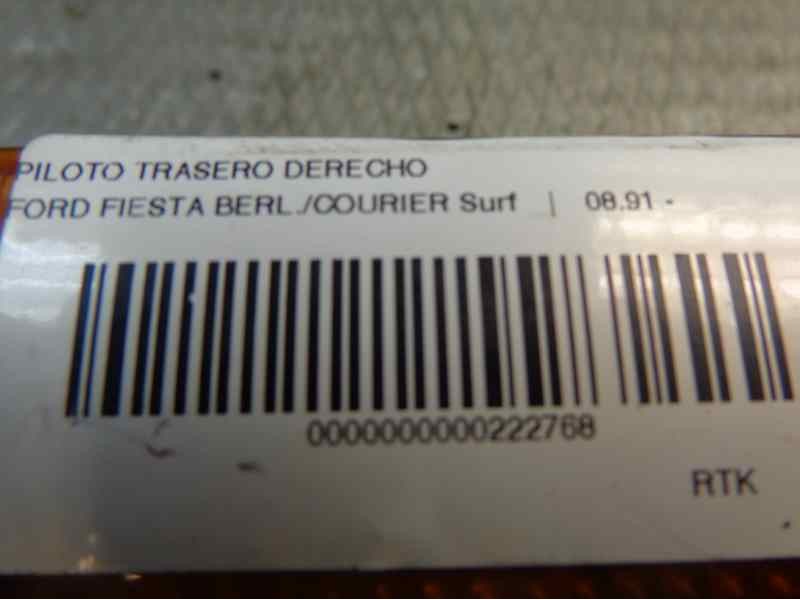 PILOTO TRASERO DERECHO
FORD FIESTA BERL./COURIER Surf | 08.91 -
0000000000222768
RTK